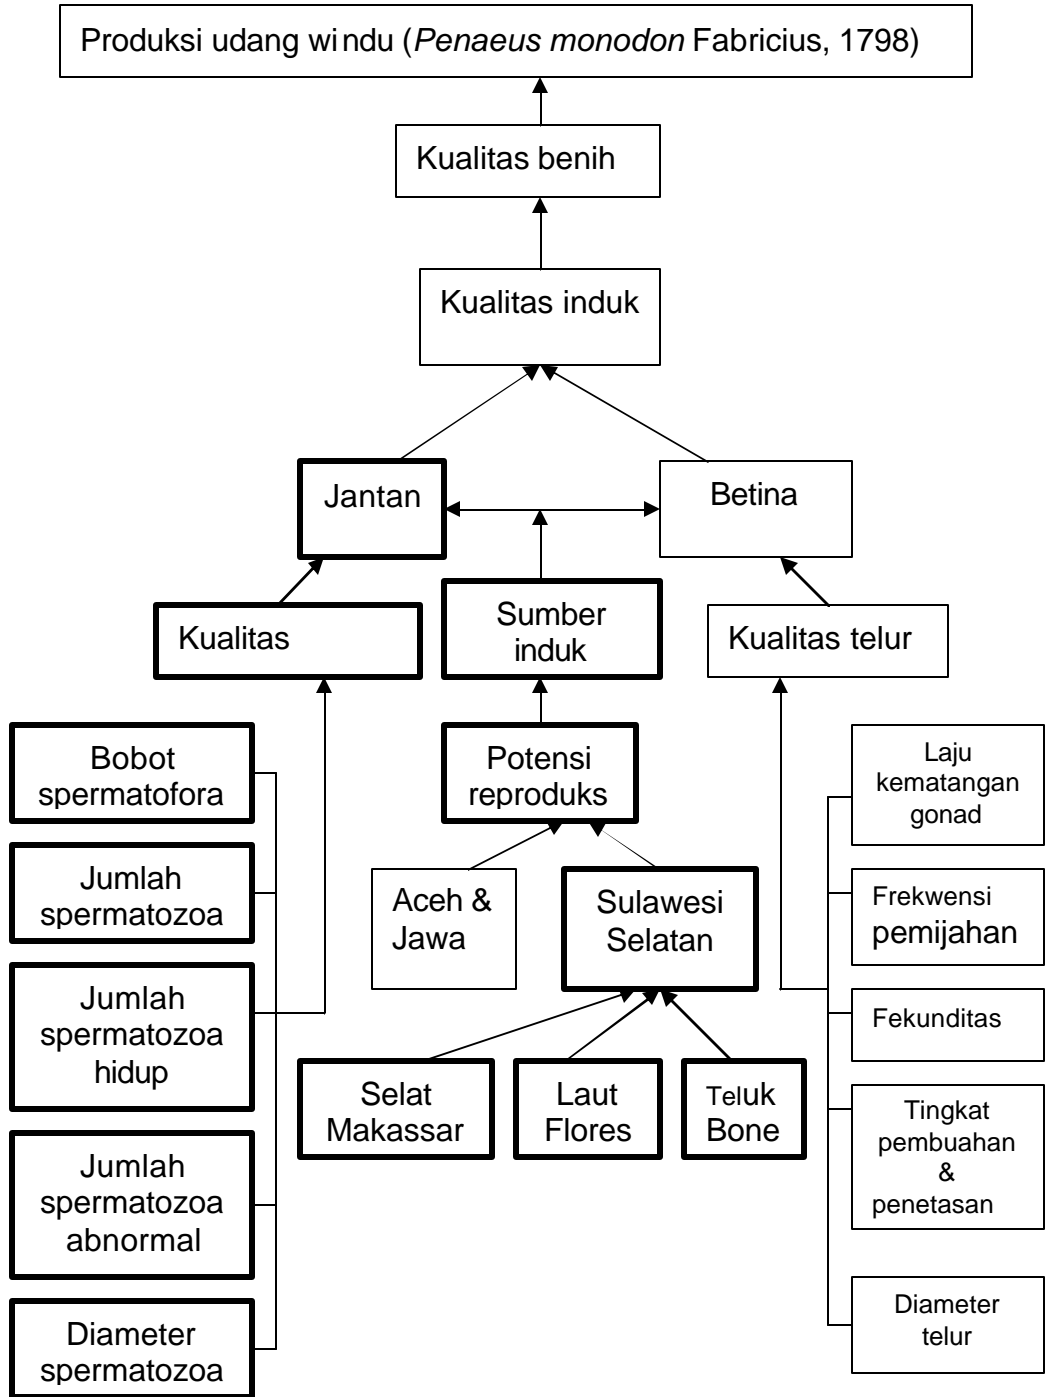 Produksi udang windu (Penaeus monodon Fabricius, 1798)
Kualitas benih
Kualitas induk
Jantan
Betina
Kualitas
Sumber
induk
Kualitas telur
Bobot
spermatofora
Jumlah
spermatozoa
Jumlah
spermatozoa
hidup
Jumlah
spermatozoa
abnormal
Diameter
spermatozoa
Potensi
reproduks
Aceh &
Jawa
Sulawesi
Selatan
Selat
Makassar
Laut
Flores
Teluk
Bone
Laju
kematangan
gonad
Frekwensi
pemijahan
Fekunditas
Tingkat
pembuahan
&
penetasan
Diameter
telur